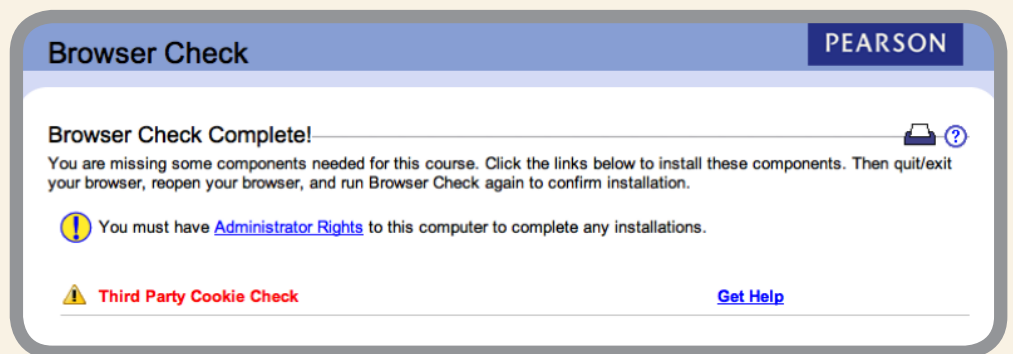 Browser Check
PEARSON
Browser Check Complete!
?
You are missing some components needed for this course. Click the links below to install these components. Then quit/exit
your browser, reopen your browser, and run Browser Check again to confirm installation.
! You must have Administrator Rights to this computer to complete any installations.
! Third Party Cookie Check Get Help